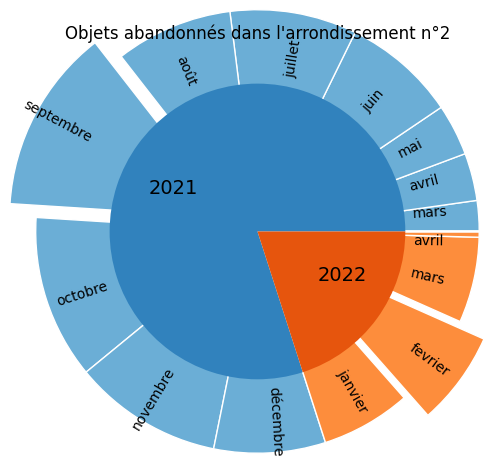 Objets abandonnés dans l'arrondissement n°2
juillet
août
juin
septembre
mai
avril
mars
2021
avril
mars
2022
octobre
fevrier
janvier
novembre
décembre